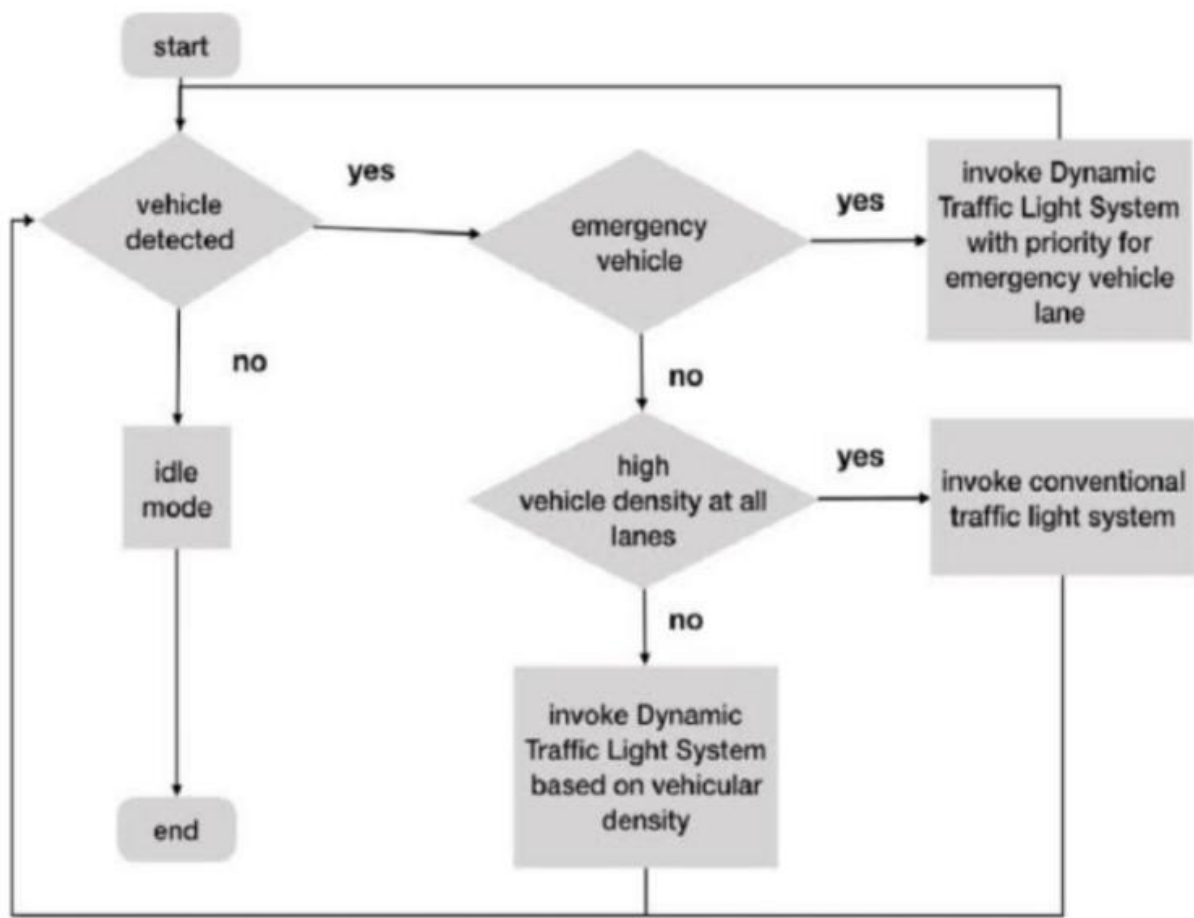 start
yes
vehicle
detected
emergency
vehicle
yes
invoke Dynamic
Traffic Light System
with priority for
emergency vehicle
lane
no
no
idle
mode
high
vehicle density at all
lanes
yes
invoke conventional
traffic light system
no
invoke Dynamic
Traffic Light System
based on vehicular
density
end